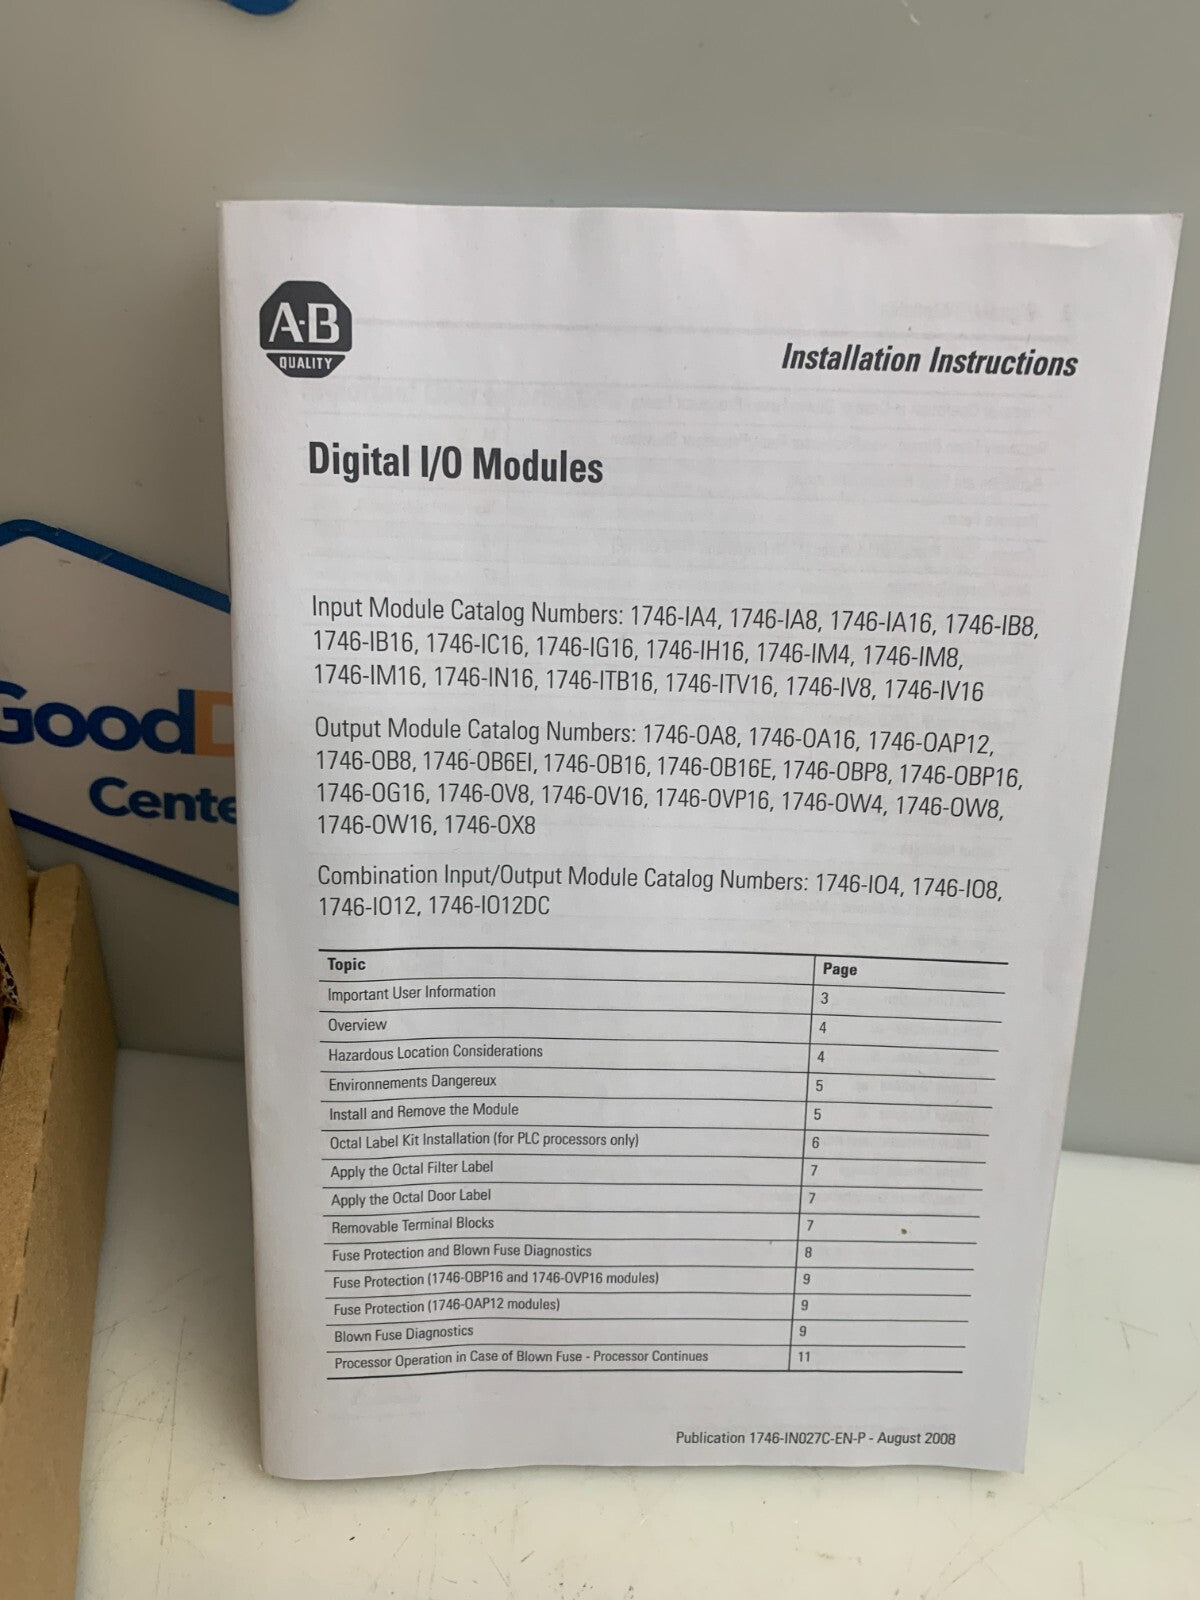 A-B
QUALITY
Installation Instructions
Digital I/O Modules
Input Module Catalog Numbers: 1746-IA4, 1746-IA8, 1746-IA16, 1746-IB8,
1746-IB16, 1746-IC16, 1746-IG16, 1746-IH16, 1746-IM4, 1746-IM8,
1746-IM16, 1746-IN16, 1746-ITB16, 1746-ITV16, 1746-IV8, 1746-IV16
Output Module Catalog Numbers: 1746-OA8, 1746-OA16, 1746-OAP12,
1746-OB8, 1746-OB6EI, 1746-OB16, 1746-OB16E, 1746-OBP8, 1746-OBP16,
1746-OG16, 1746-OV8, 1746-OV16, 1746-OVP16, 1746-OW4, 1746-OW8,
1746-OW16, 1746-OX8
Combination Input/Output Module Catalog Numbers: 1746-IO4, 1746-IO8,
1746-IO12, 1746-IO12DC
Topic Page
Important User Information 3
Overview 4
Hazardous Location Considerations 4
Environnements Dangereux 5
Install and Remove the Module 5
Octal Label Kit Installation (for PLC processors only) 6
Apply the Octal Filter Label 7
Apply the Octal Door Label 7
Removable Terminal Blocks 7
Fuse Protection and Blown Fuse Diagnostics 8
Fuse Protection (1746-OBP16 and 1746-OVP16 modules) 9
Fuse Protection (1746-OAP12 modules) 9
Blown Fuse Diagnostics 9
Processor Operation in Case of Blown Fuse - Processor Continues 11
Publication 1746-IN027C-EN-P - August 2008
GoodD
Cente